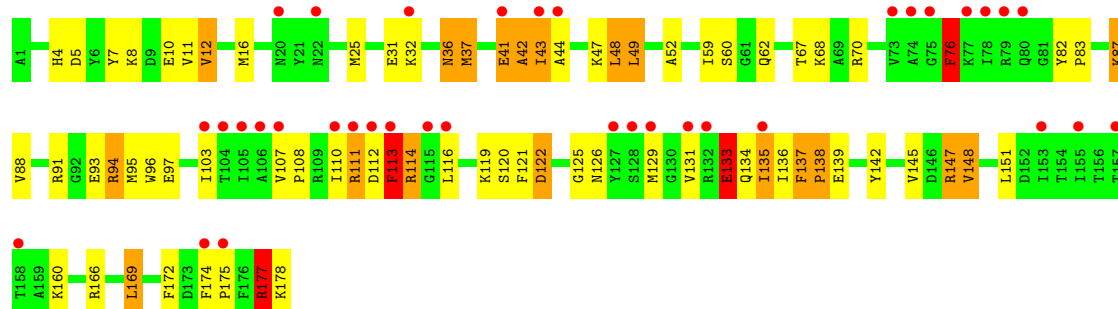 A1 H4 D5 Y6 Y7 K8 D9 E10 V11 V12 M16 N20 Y21 N22 M25 E31 K32 N36 M37 E41 A42 I43 A44 K47 L48 L49 A52 I59 S60 G61 Q62 T67 K68 A69 R70 V73 A74 G75 F76 K77 I78 R79 Q80 G81 Y82 P83 K87
V88 R91 G92 E93 R94 M95 W96 E97 I103 T104 I105 A106 V107 P108 R109 I110 R111 D112 F113 R114 G115 L116 K119 S120 F121 D122 G125 N126 Y127 S128 M129 G130 V131 R132 E133 Q134 I135 I136 F137 P138 E139 Y142 V145 D146 R147 V148 L151 D152 I153 T154 I155 T156 T157
T158 A159 K160 R166 L169 F172 D173 F174 P175 F176 R177 K178